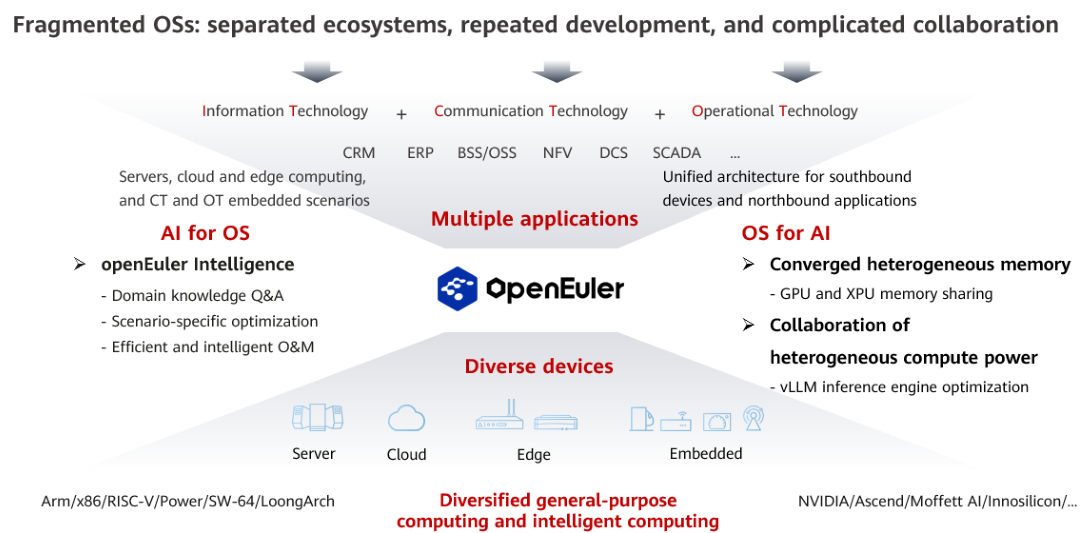 Fragmented OSs: separated ecosystems, repeated development, and complicated collaboration
Information Technology + Communication Technology + Operational Technology
CRM ERP BSS/OSS NFV DCS SCADA ...
Servers, cloud and edge computing,
and CT and OT embedded scenarios
Unified architecture for southbound
devices and northbound applications
Multiple applications
AI for OS
➢ openEuler Intelligence
- Domain knowledge Q&A
- Scenario-specific optimization
- Efficient and intelligent O&M
OpenEuler
OS for AI
➢ Converged heterogeneous memory
- GPU and XPU memory sharing
➢ Collaboration of
heterogeneous compute power
- vLLM inference engine optimization
Diverse devices
Server Cloud Edge Embedded
Arm/x86/RISC-V/Power/SW-64/LoongArch
Diversified general-purpose
computing and intelligent computing
NVIDIA/Ascend/Moffett AI/Innosilicon/...